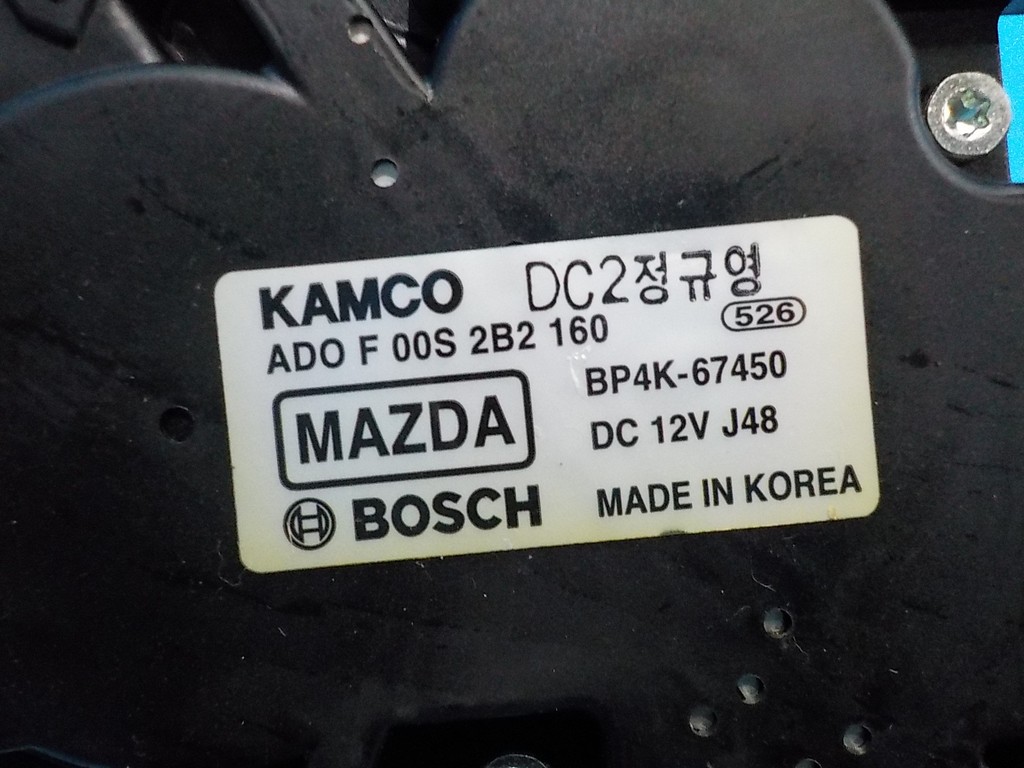 KAMCO DC2정규영
526
ADO F 00S 2B2 160
BP4K-67450
MAZDA
DC 12V J48
BOSCH
MADE IN KOREA